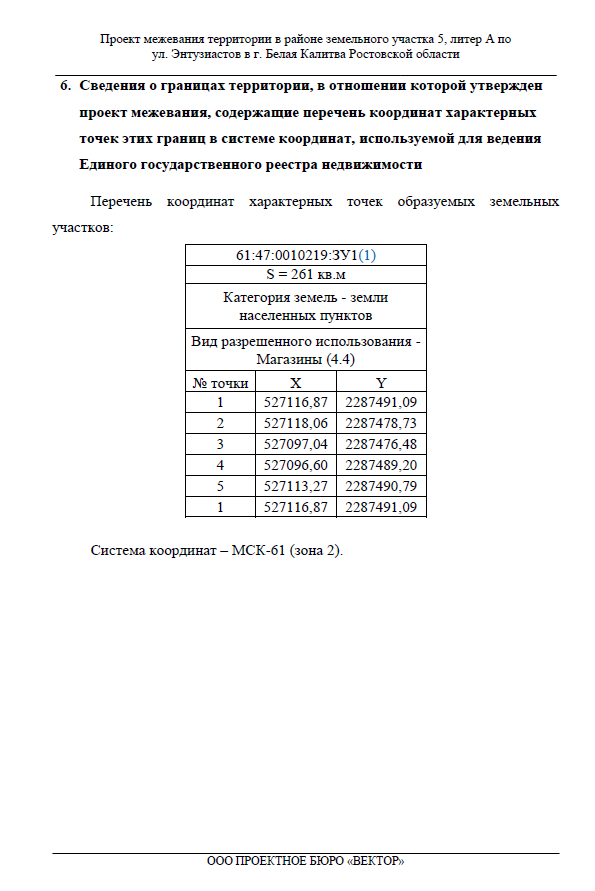 Проект межевания территории в районе земельного участка 5, литер А по
ул. Энтузиастов в г. Белая Калитва Ростовской области
6. Сведения о границах территории, в отношении которой утвержден
проект межевания, содержащие перечень координат характерных
точек этих границ в системе координат, используемой для ведения
Единого государственного реестра недвижимости
Перечень координат характерных точек образуемых земельных
участков:
61:47:0010219:ЗУ1(1)
S = 261 кв.м
Категория земель - земли
населенных пунктов
Вид разрешенного использования -
Магазины (4.4)
№ точки X Y
1 527116,87 2287491,09
2 527118,06 2287478,73
3 527097,04 2287476,48
4 527096,60 2287489,20
5 527113,27 2287490,79
1 527116,87 2287491,09
Система координат – МСК-61 (зона 2).
ООО ПРОЕКТНОЕ БЮРО «ВЕКТОР»